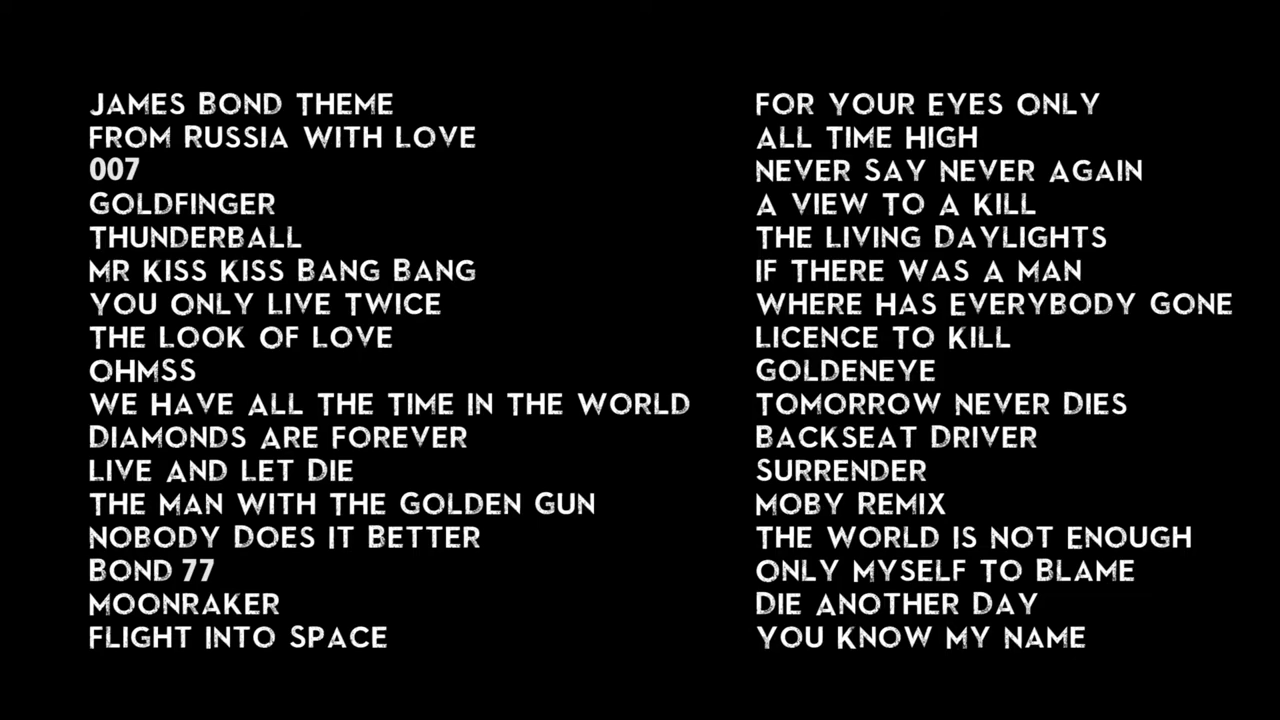 JAMES BOND THEME
FROM RUSSIA WITH LOVE
007
GOLDFINGER
THUNDERBALL
MR KISS KISS BANG BANG
YOU ONLY LIVE TWICE
THE LOOK OF LOVE
OHMSS
WE HAVE ALL THE TIME IN THE WORLD
DIAMONDS ARE FOREVER
LIVE AND LET DIE
THE MAN WITH THE GOLDEN GUN
NOBODY DOES IT BETTER
BOND 77
MOONRAKER
FLIGHT INTO SPACE
FOR YOUR EYES ONLY
ALL TIME HIGH
NEVER SAY NEVER AGAIN
A VIEW TO A KILL
THE LIVING DAYLIGHTS
IF THERE WAS A MAN
WHERE HAS EVERYBODY GONE
LICENCE TO KILL
GOLDENEYE
TOMORROW NEVER DIES
BACKSEAT DRIVER
SURRENDER
MOBY REMIX
THE WORLD IS NOT ENOUGH
ONLY MYSELF TO BLAME
DIE ANOTHER DAY
YOU KNOW MY NAME